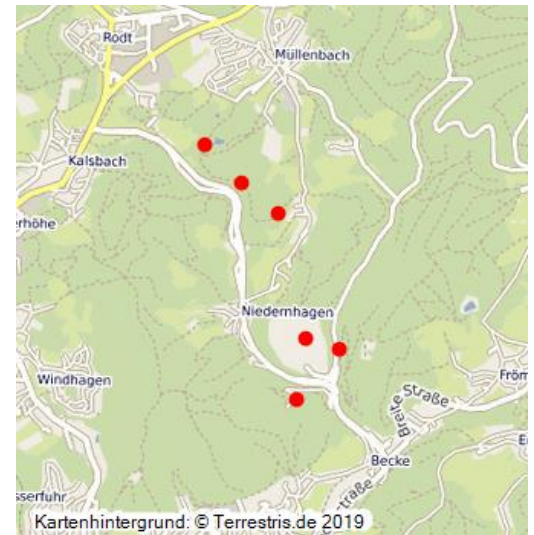 Rodt
Müllenbach
Kalsbach
erhöhe
Niedernhagen
Windhagen
Fröm
Breite Straße
Becke
sserfuhr
straße
Kartenhintergrund: © Terrestris.de 2019